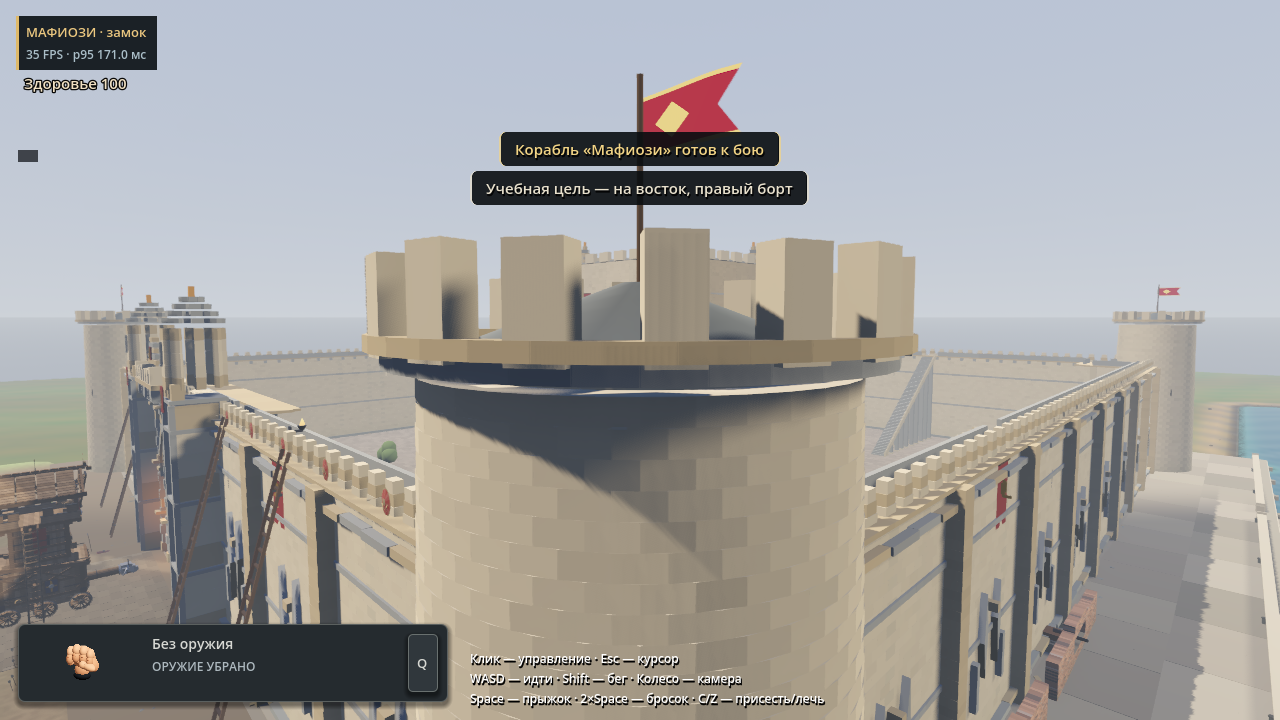 МАФИОЗИ · замок
35 FPS · p95 171.0 мс
Здоровье 100
Корабль «Мафиози» готов к бою
Учебная цель — на восток, правый борт
Без оружия
ОРУЖИЕ УБРАНО
Q
Клик — управление · Esc — курсор
WASD — идти · Shift — бег · Колесо — камера
Space — прыжок · 2×Space — бросок · C/Z — присесть/лечь